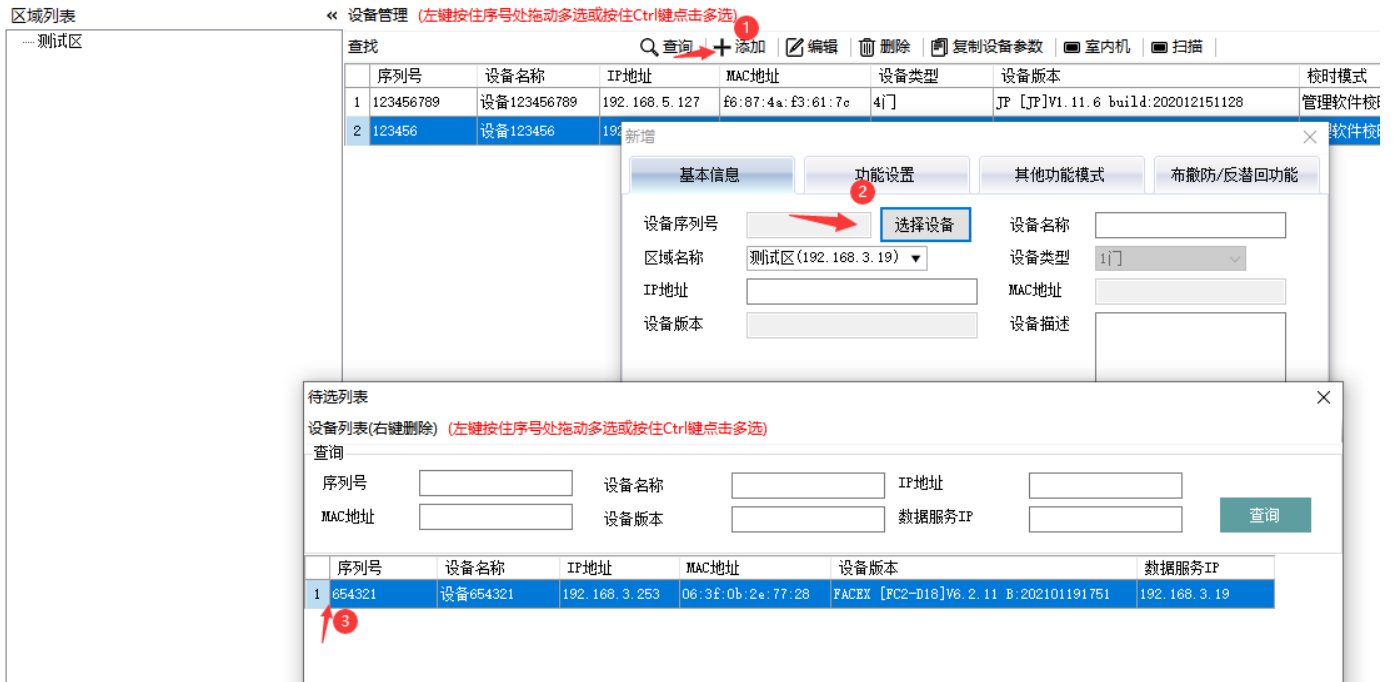 区域列表
测试区
« 设备管理 (左键按住序号处拖动多选或按住Ctrl键点击多选)
1
查找 查询 添加 编辑 删除 复制设备参数 室内机 扫描
序列号 设备名称 IP地址 MAC地址 设备类型 设备版本 校时模式
1 123456789 设备123456789 192.168.5.127 f6:87:4a:f3:61:7c 4门 JP [JP]V1.11.6 build:202012151128 管理软件校
2 123456 设备123456 软件校
新增
基本信息 功能设置 其他功能模式 布撤防/反潜回功能
2
设备序列号 选择设备 设备名称
区域名称 测试区(192.168.3.19) 设备类型 1门
IP地址 MAC地址
设备版本 设备描述
待选列表
设备列表(右键删除) (左键按住序号处拖动多选或按住Ctrl键点击多选)
查询
序列号 设备名称 IP地址
MAC地址 设备版本 数据服务IP 查询
序列号 设备名称 IP地址 MAC地址 设备版本 数据服务IP
1 654321 设备654321 192.168.3.253 06:3f:0b:2e:77:28 FACEX [FC2-D18]V6.2.11 B:202101191751 192.168.3.19
3